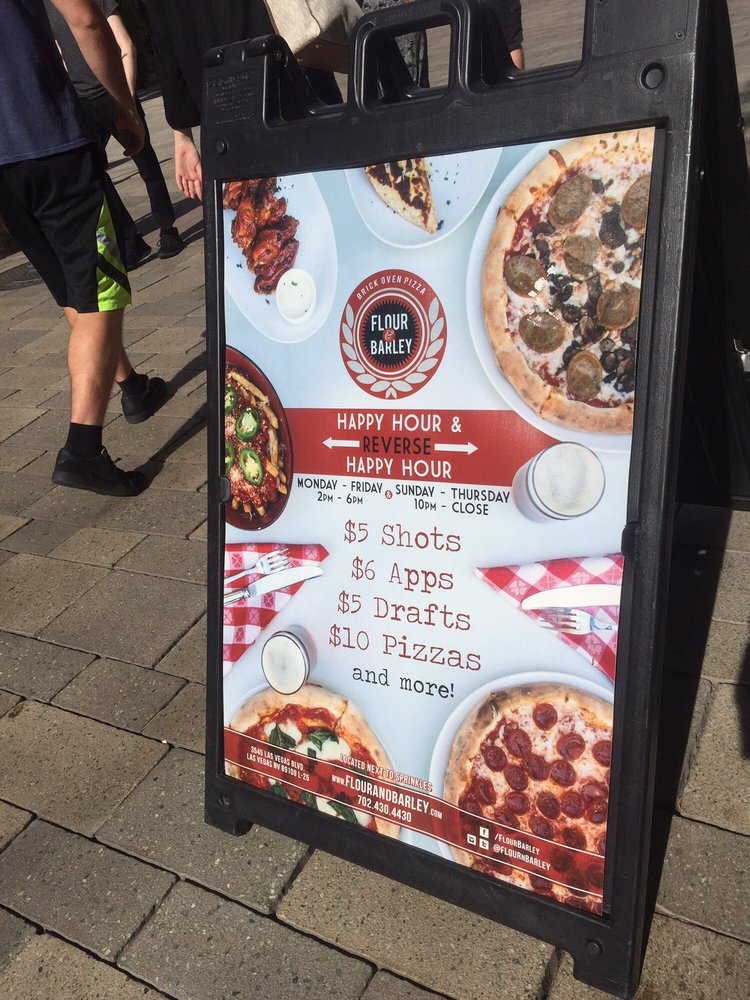 BRICK OVEN PIZZA
FLOUR
&
BARLEY
HAPPY HOUR &
REVERSE
HAPPY HOUR
MONDAY - FRIDAY & SUNDAY - THURSDAY
2PM - 6PM 10PM - CLOSE
$5 Shots
$6 Apps
$5 Drafts
$10 Pizzas
and more!
3545 LAS VEGAS BLVD.
LAS VEGAS NV 89109 L-25
LOCATED NEXT TO SPRINKLES
www.FLOURANDBARLEY.com
702.430.4430
/FLOURBARLEY
@FLOURNBARLEY